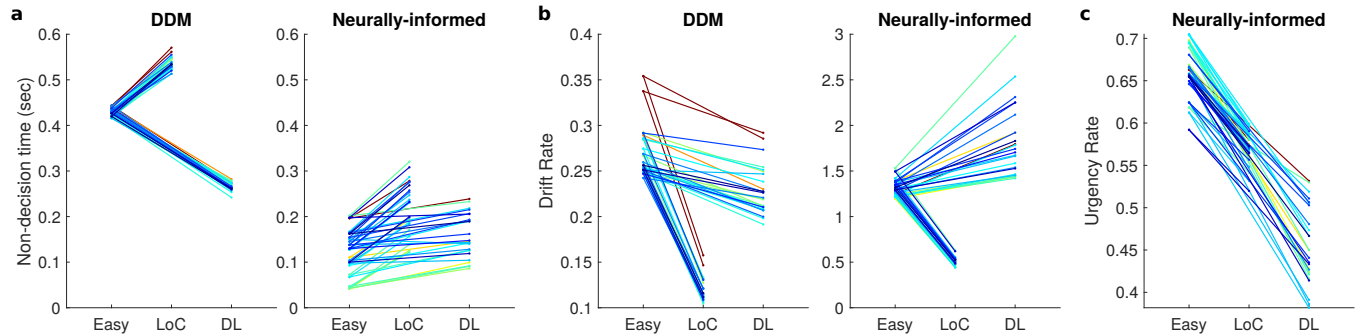 a
DDM
Neurally-informed
b
DDM
Neurally-informed
c
Neurally-informed
Non-decision time (sec)
0.6
0.5
0.4
0.3
0.2
0.1
0
Easy LoC DL
0.6
0.5
0.4
0.3
0.2
0.1
0
Easy LoC DL
Drift Rate
0.35
0.3
0.25
0.2
0.15
0.1
Easy LoC DL
3
2.5
2
1.5
1
0.5
0
Easy LoC DL
Urgency Rate
0.7
0.65
0.6
0.55
0.5
0.45
0.4
Easy LoC DL